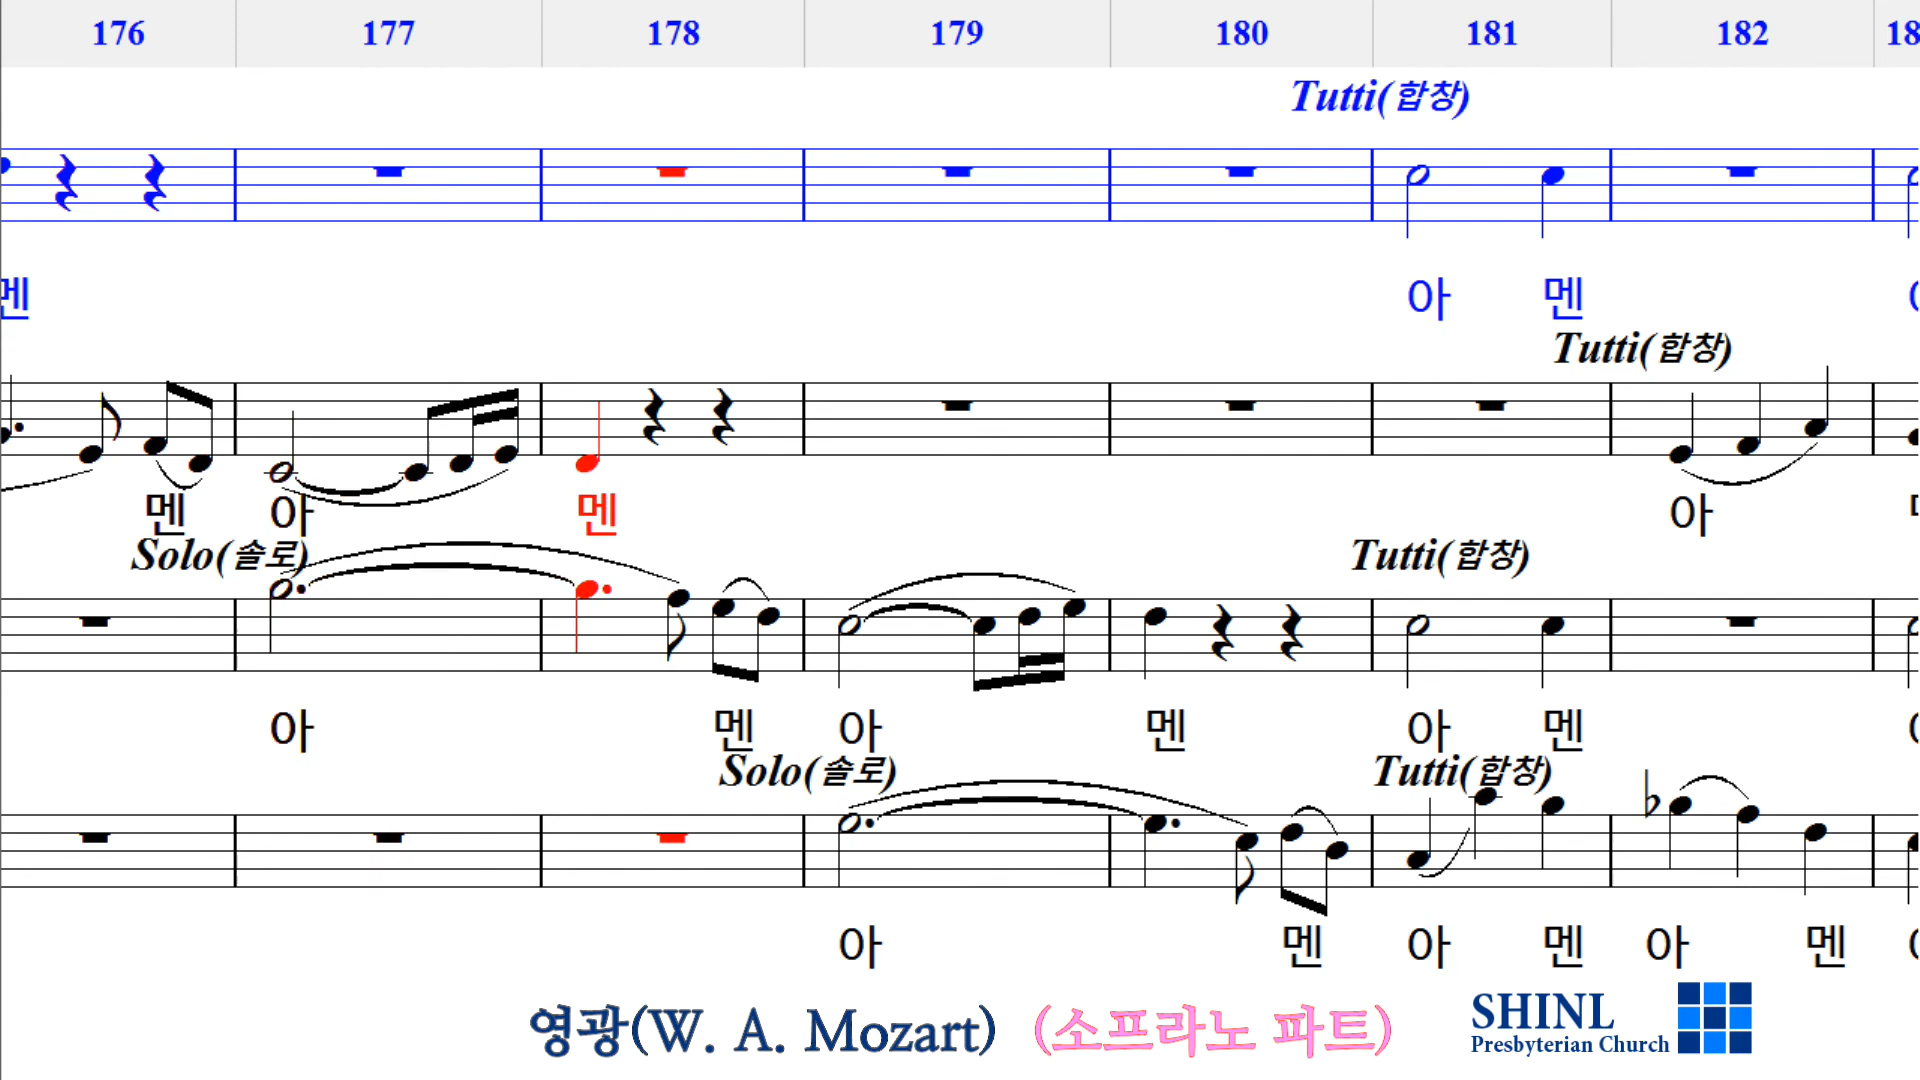 176 177 178 179 180 181 182 18
Tutti(합창)
멘 아 멘
Tutti(합창)
멘 아 멘 아
Solo(솔로) Tutti(합창)
아 멘 아 멘 아 멘
Solo(솔로) Tutti(합창)
아 멘 아 멘 아 멘
영광(W. A. Mozart) (소프라노 파트)
SHINL
Presbyterian Church